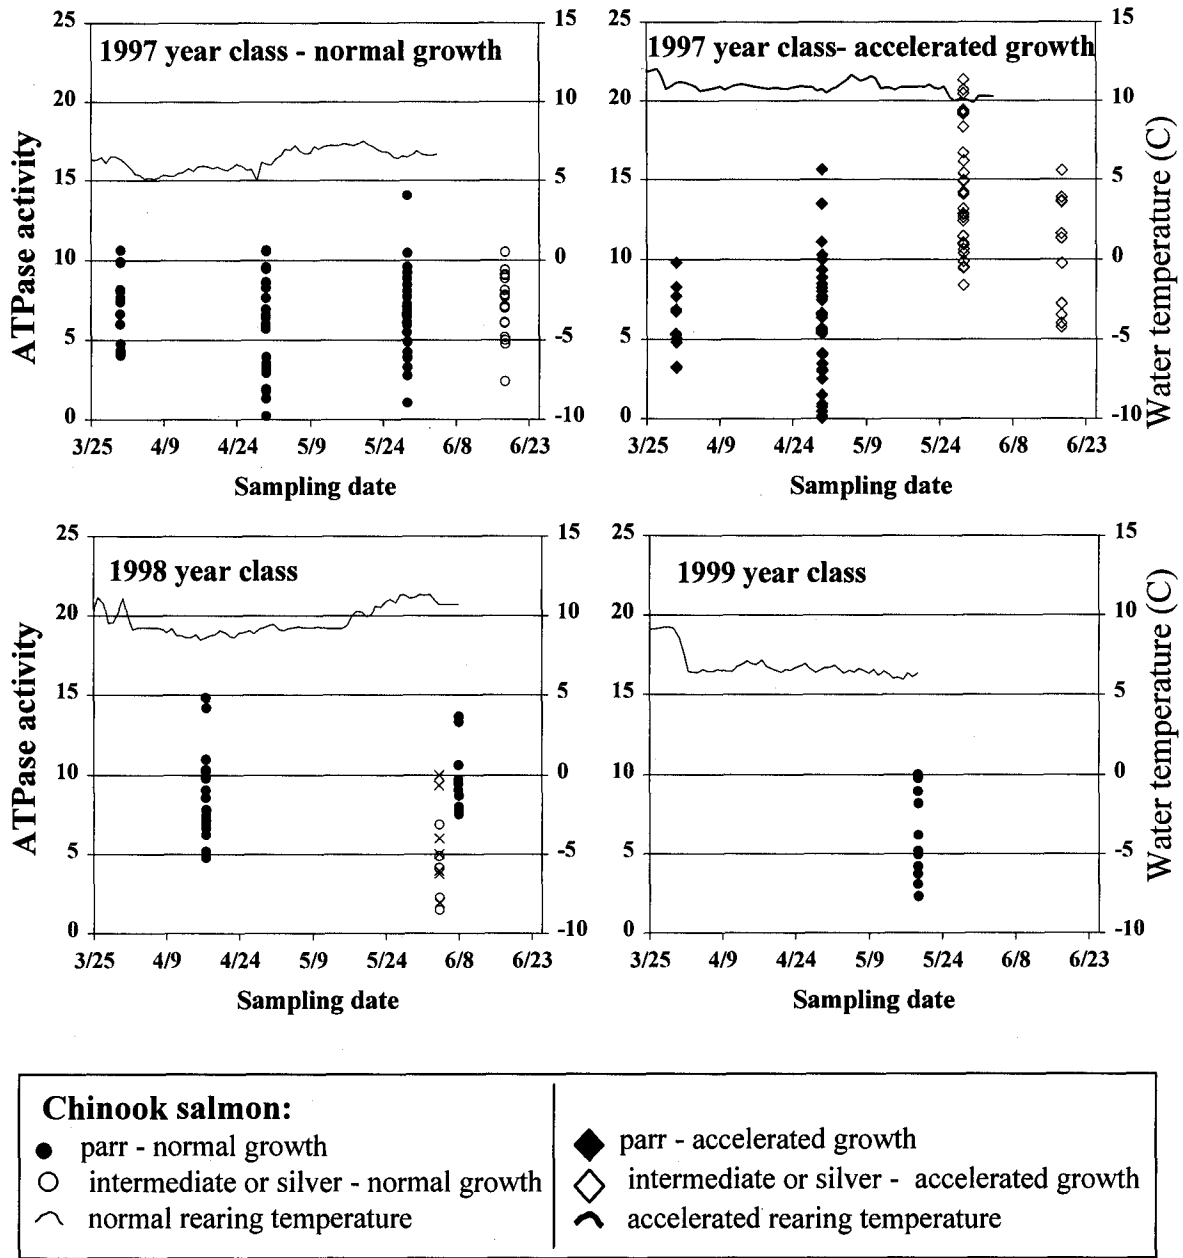 1997 year class - normal growth
25
20
15
10
5
0
15
10
5
0
-5
-10
ATPase activity
3/25 4/9 4/24 5/9 5/24 6/8 6/23
Sampling date
1997 year class- accelerated growth
25
20
15
10
5
0
15
10
5
0
-5
-10
Water temperature (C)
3/25 4/9 4/24 5/9 5/24 6/8 6/23
Sampling date
1998 year class
25
20
15
10
5
0
15
10
5
0
-5
-10
ATPase activity
3/25 4/9 4/24 5/9 5/24 6/8 6/23
Sampling date
1999 year class
25
20
15
10
5
0
15
10
5
0
-5
-10
Water temperature (C)
3/25 4/9 4/24 5/9 5/24 6/8 6/23
Sampling date
Chinook salmon:
parr - normal growth
intermediate or silver - normal growth
normal rearing temperature
parr - accelerated growth
intermediate or silver - accelerated growth
accelerated rearing temperature